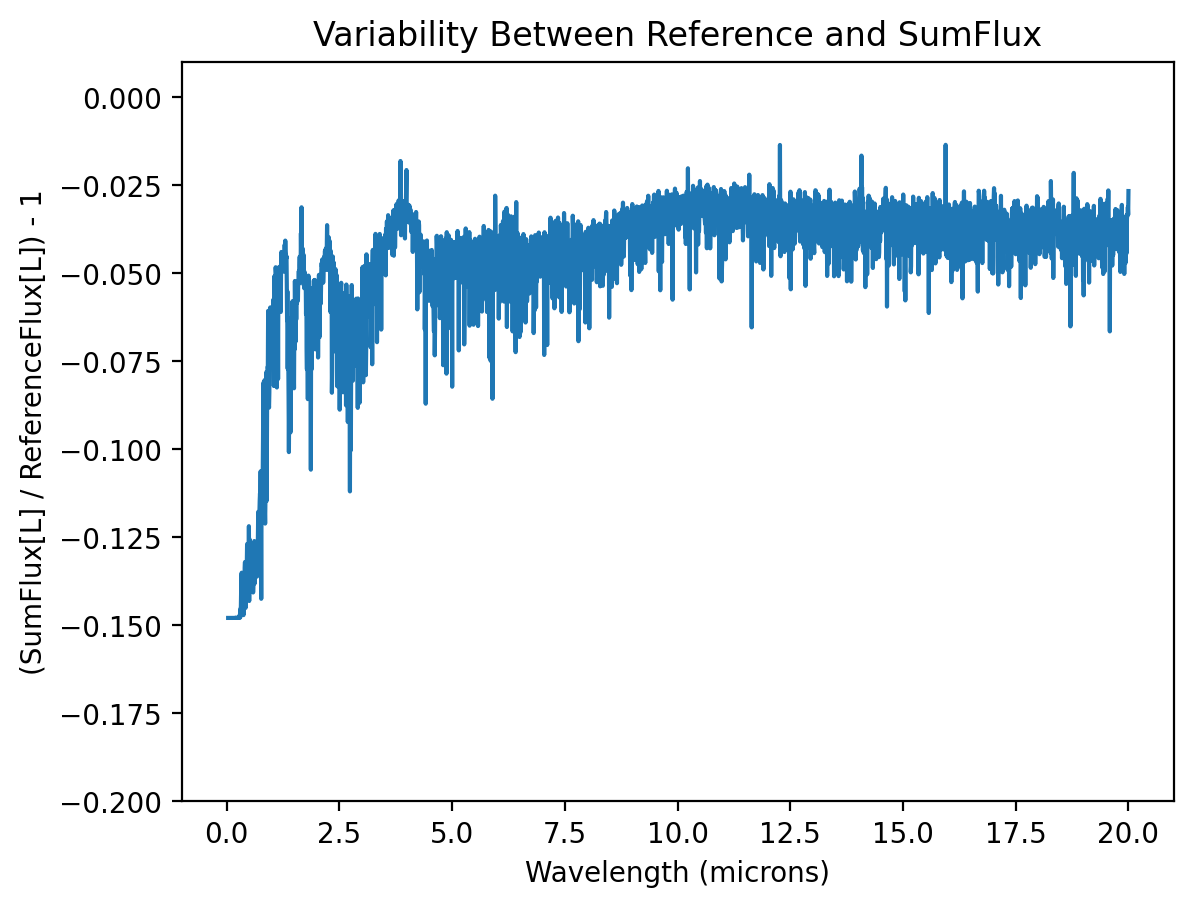 Variability Between Reference and SumFlux
(SumFlux[L] / ReferenceFlux[L]) - 1
0.000
−0.025
−0.050
−0.075
−0.100
−0.125
−0.150
−0.175
−0.200
0.0 2.5 5.0 7.5 10.0 12.5 15.0 17.5 20.0
Wavelength (microns)